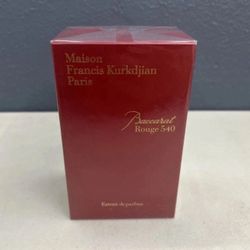 Maison
Francis Kurkdjian
Paris
Baccarat
Rouge 540
Extrait de parfum